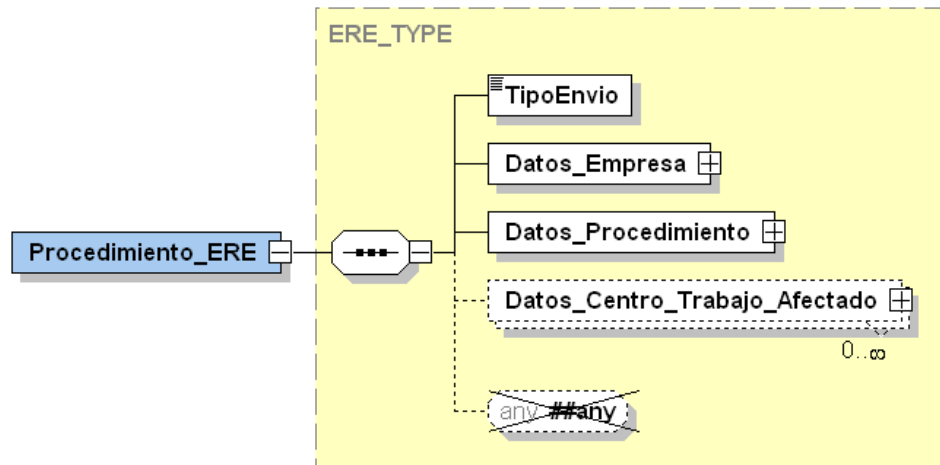 ERE_TYPE
TipoEnvio
Datos_Empresa
Datos_Procedimiento
Procedimiento_ERE
Datos_Centro_Trabajo_Afectado
0..∞
any ##any